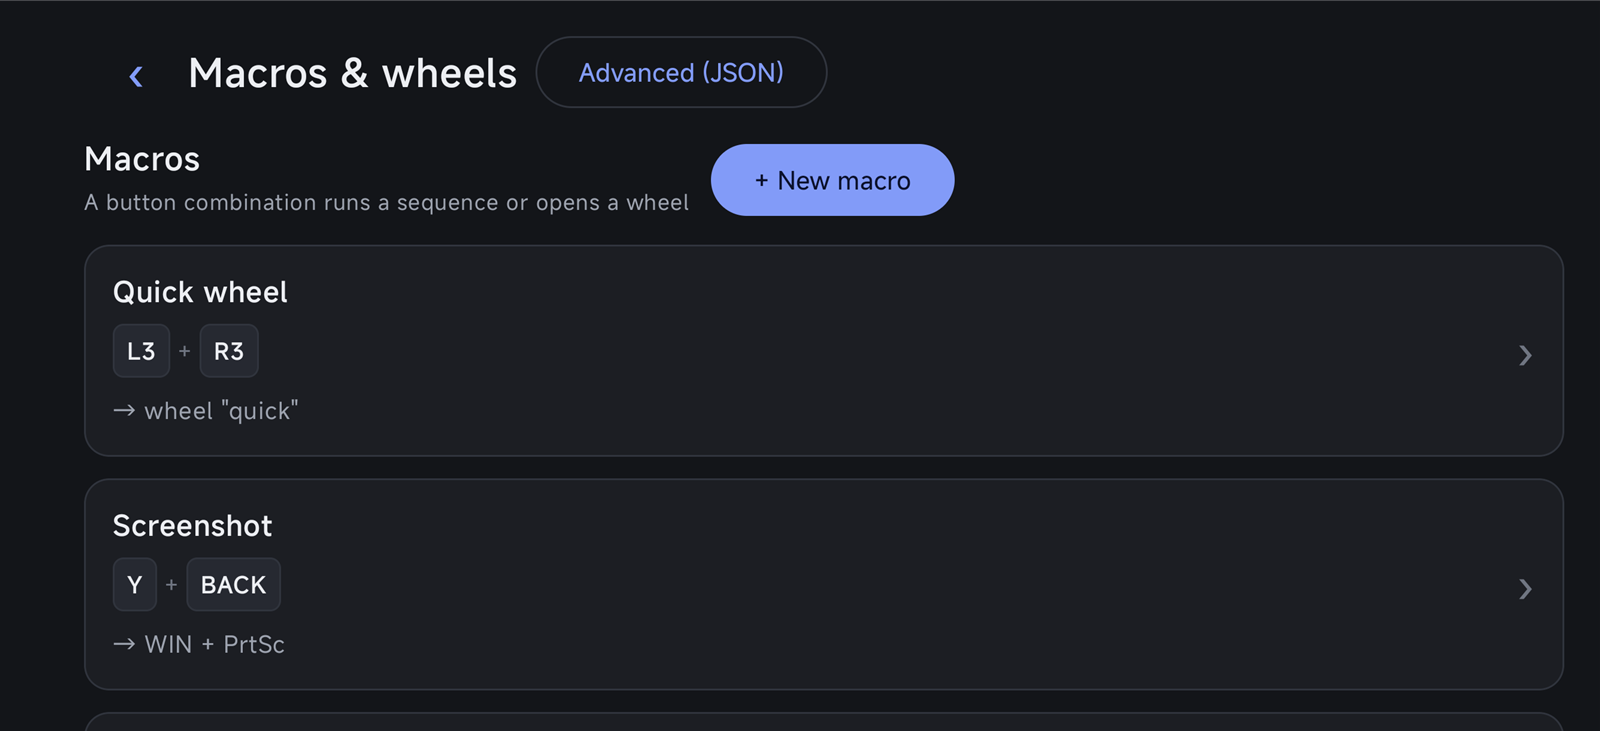 ‹ Macros & wheels Advanced (JSON)
Macros
+ New macro
A button combination runs a sequence or opens a wheel
Quick wheel
L3 + R3
→ wheel "quick"
Screenshot
Y + BACK
→ WIN + PrtSc